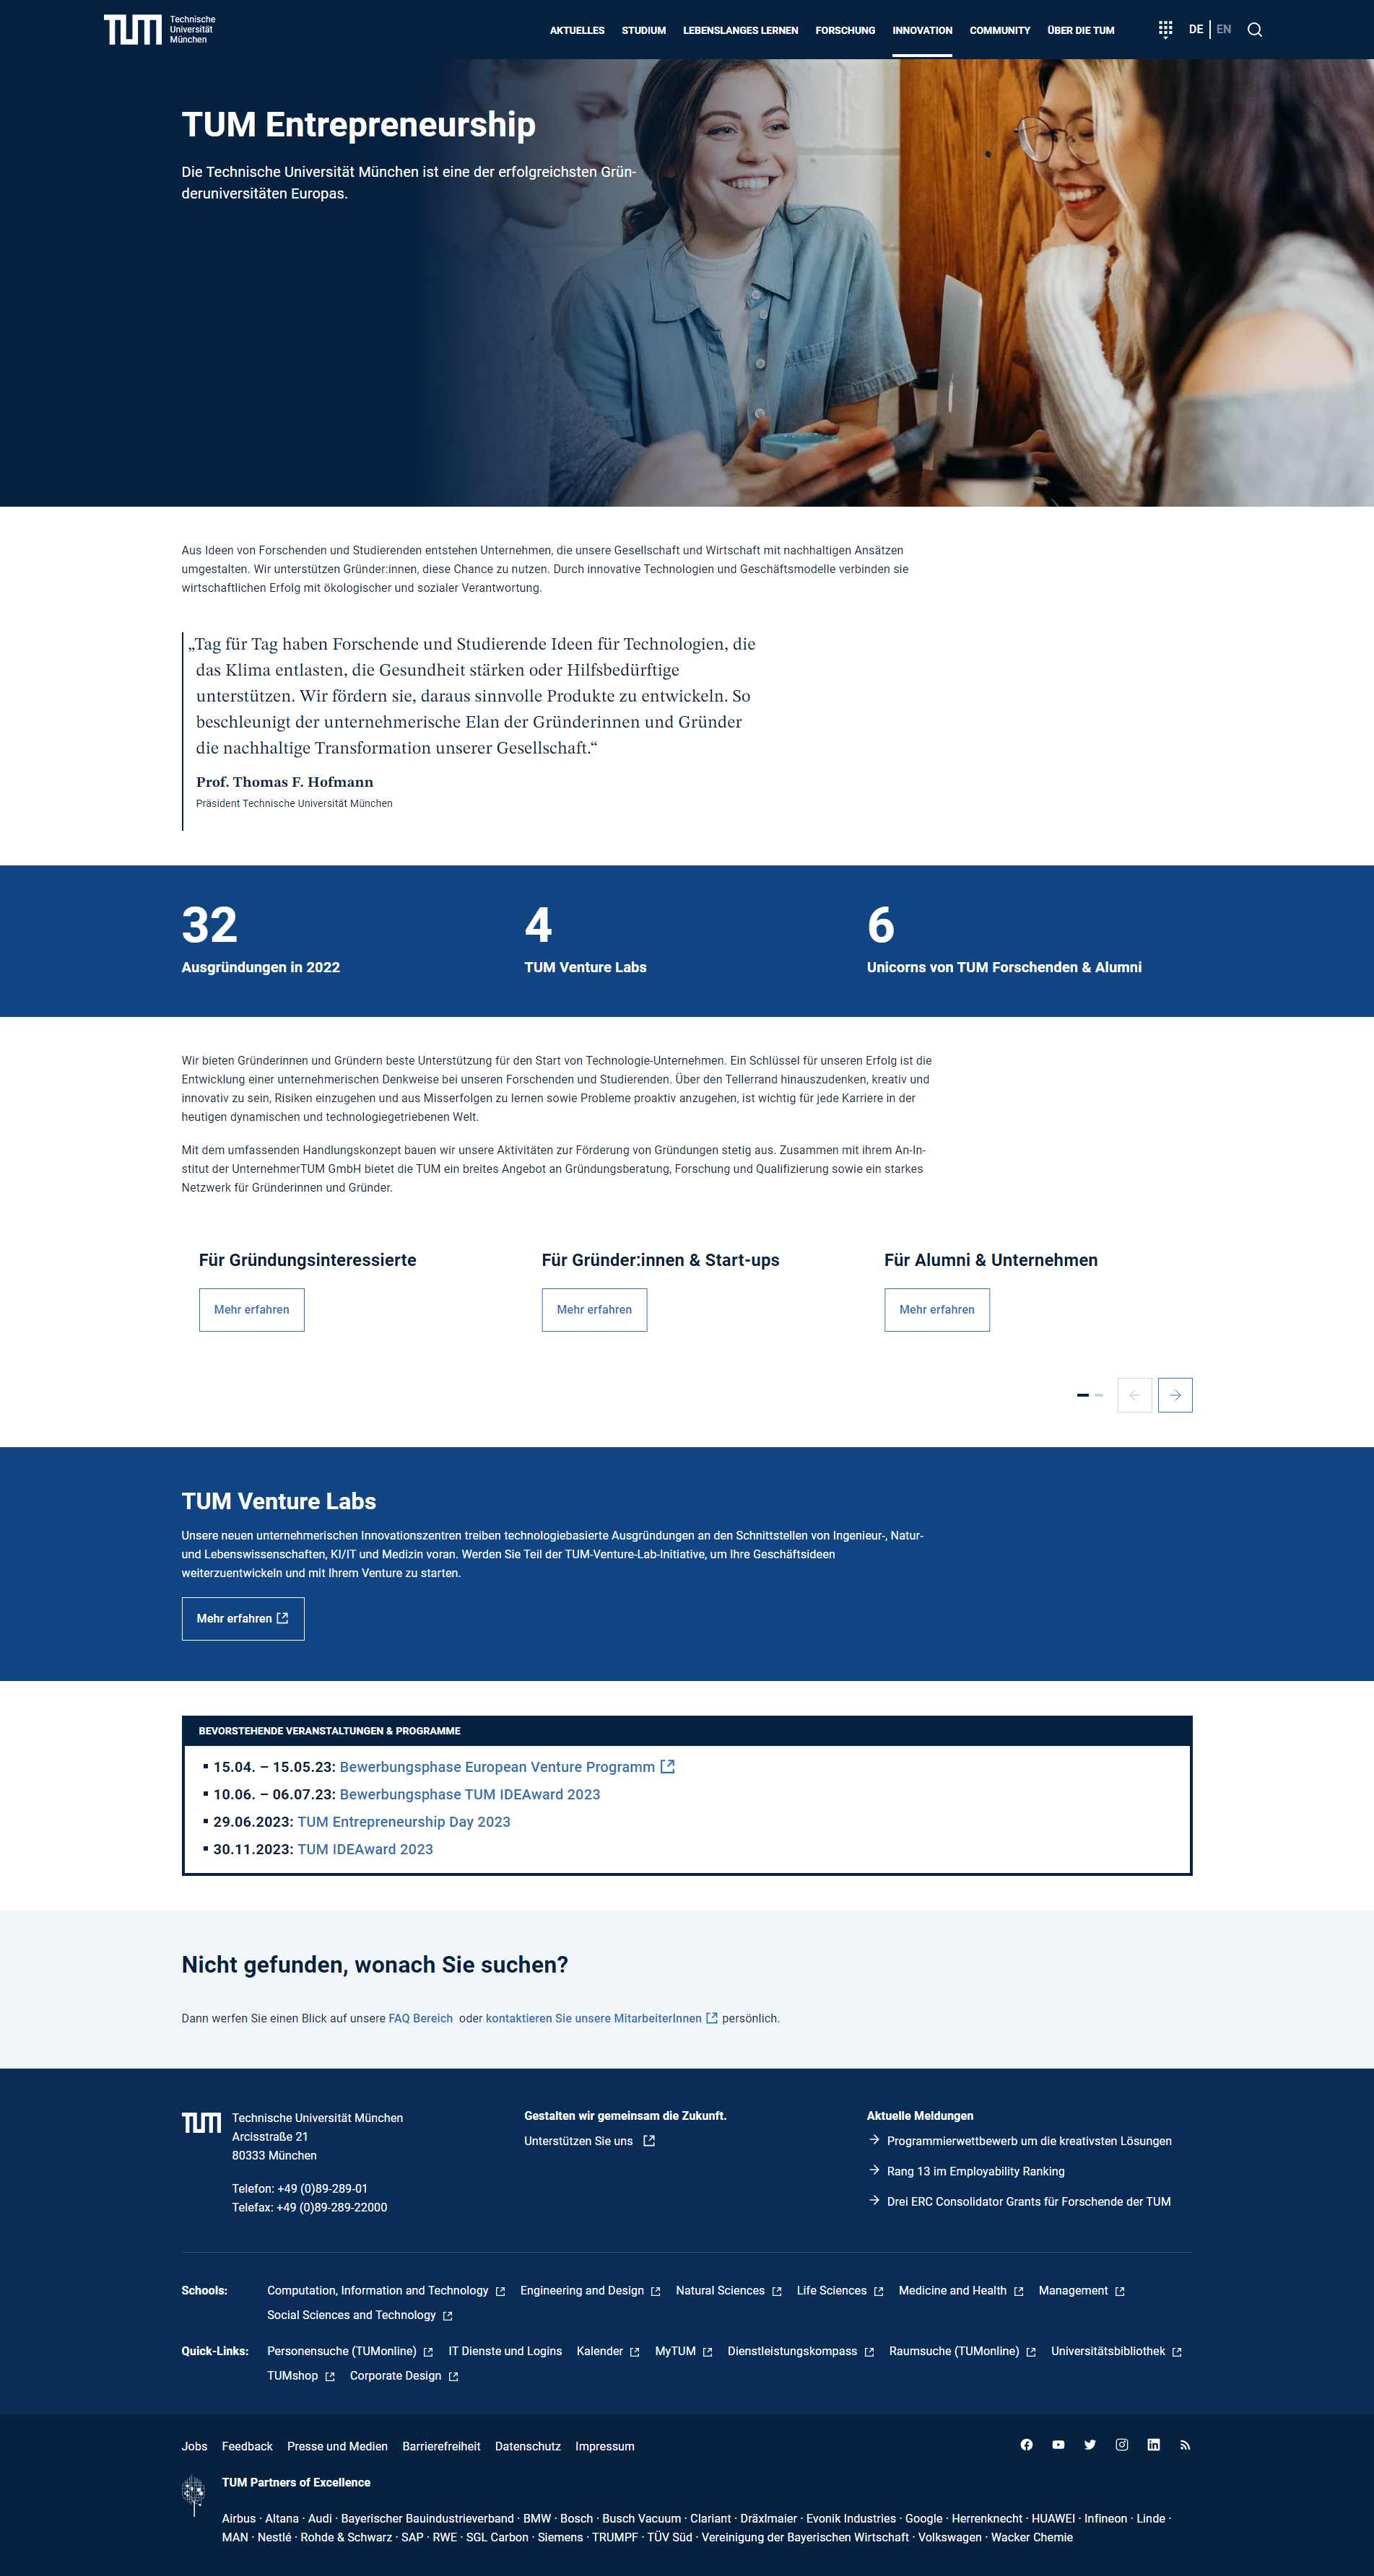 TUM Technische
Universität
München
AKTUELLES STUDIUM LEBENSLANGES LERNEN FORSCHUNG INNOVATION COMMUNITY ÜBER DIE TUM DE EN
TUM Entrepreneurship
Die Technische Universität München ist eine der erfolgreichsten Grün-
deruniversitäten Europas.
Aus Ideen von Forschenden und Studierenden entstehen Unternehmen, die unsere Gesellschaft und Wirtschaft mit nachhaltigen Ansätzen
umgestalten. Wir unterstützen Gründer:innen, diese Chance zu nutzen. Durch innovative Technologien und Geschäftsmodelle verbinden sie
wirtschaftlichen Erfolg mit ökologischer und sozialer Verantwortung.
„Tag für Tag haben Forschende und Studierende Ideen für Technologien, die
das Klima entlasten, die Gesundheit stärken oder Hilfsbedürftige
unterstützen. Wir fördern sie, daraus sinnvolle Produkte zu entwickeln. So
beschleunigt der unternehmerische Elan der Gründerinnen und Gründer
die nachhaltige Transformation unserer Gesellschaft.“
Prof. Thomas F. Hofmann
Präsident Technische Universität München
32 4 6
Ausgründungen in 2022 TUM Venture Labs Unicorns von TUM Forschenden & Alumni
Wir bieten Gründerinnen und Gründern beste Unterstützung für den Start von Technologie-Unternehmen. Ein Schlüssel für unseren Erfolg ist die
Entwicklung einer unternehmerischen Denkweise bei unseren Forschenden und Studierenden. Über den Tellerrand hinauszudenken, kreativ und
innovativ zu sein, Risiken einzugehen und aus Misserfolgen zu lernen sowie Probleme proaktiv anzugehen, ist wichtig für jede Karriere in der
heutigen dynamischen und technologiegetriebenen Welt.
Mit dem umfassenden Handlungskonzept bauen wir unsere Aktivitäten zur Förderung von Gründungen stetig aus. Zusammen mit ihrem An-In-
stitut der UnternehmerTUM GmbH bietet die TUM ein breites Angebot an Gründungsberatung, Forschung und Qualifizierung sowie ein starkes
Netzwerk für Gründerinnen und Gründer.
Für Gründungsinteressierte Für Gründer:innen & Start-ups Für Alumni & Unternehmen
Mehr erfahren Mehr erfahren Mehr erfahren
TUM Venture Labs
Unsere neuen unternehmerischen Innovationszentren treiben technologiebasierte Ausgründungen an den Schnittstellen von Ingenieur-, Natur-
und Lebenswissenschaften, KI/IT und Medizin voran. Werden Sie Teil der TUM-Venture-Lab-Initiative, um Ihre Geschäftsideen
weiterzuentwickeln und mit Ihrem Venture zu starten.
Mehr erfahren
BEVORSTEHENDE VERANSTALTUNGEN & PROGRAMME
▪ 15.04. – 15.05.23: Bewerbungsphase European Venture Programm
▪ 10.06. – 06.07.23: Bewerbungsphase TUM IDEAward 2023
▪ 29.06.2023: TUM Entrepreneurship Day 2023
▪ 30.11.2023: TUM IDEAward 2023
Nicht gefunden, wonach Sie suchen?
Dann werfen Sie einen Blick auf unsere FAQ Bereich oder kontaktieren Sie unsere MitarbeiterInnen persönlich.
TUM
Technische Universität München
Arcisstraße 21
80333 München
Telefon: +49 (0)89-289-01
Telefax: +49 (0)89-289-22000
Gestalten wir gemeinsam die Zukunft.
Unterstützen Sie uns
Aktuelle Meldungen
Programmierwettbewerb um die kreativsten Lösungen
Rang 13 im Employability Ranking
Drei ERC Consolidator Grants für Forschende der TUM
Schools: Computation, Information and Technology Engineering and Design Natural Sciences Life Sciences Medicine and Health Management
Social Sciences and Technology
Quick-Links: Personensuche (TUMonline) IT Dienste und Logins Kalender MyTUM Dienstleistungskompass Raumsuche (TUMonline) Universitätsbibliothek
TUMshop Corporate Design
Jobs Feedback Presse und Medien Barrierefreiheit Datenschutz Impressum
TUM Partners of Excellence
Airbus · Altana · Audi · Bayerischer Bauindustrieverband · BMW · Bosch · Busch Vacuum · Clariant · Dräxlmaier · Evonik Industries · Google · Herrenknecht · HUAWEI · Infineon · Linde ·
MAN · Nestlé · Rohde & Schwarz · SAP · RWE · SGL Carbon · Siemens · TRUMPF · TÜV Süd · Vereinigung der Bayerischen Wirtschaft · Volkswagen · Wacker Chemie